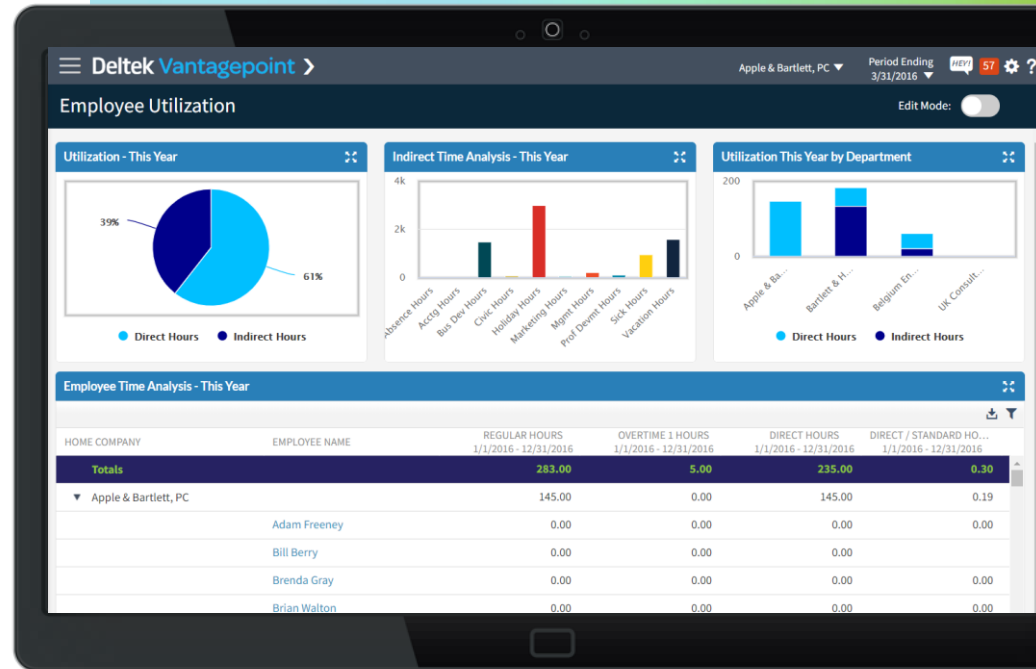 Deltek Vantagepoint
Apple & Bartlett, PC
Period Ending
3/31/2016
HEY!
57
?
Employee Utilization
Edit Mode:
Utilization - This Year
39%
61%
Direct Hours Indirect Hours
Indirect Time Analysis - This Year
4k
2k
0
Absence Hours
Acctg Hours
Bus Dev Hours
Civic Hours
Holiday Hours
Marketing Hours
Mgmt Hours
Prof Devmt Hours
Sick Hours
Vacation Hours
Utilization This Year by Department
200
0
Apple & Ba...
Bartlett & H...
Belgium En...
UK Consult...
Direct Hours Indirect Hours
Employee Time Analysis - This Year
HOME COMPANY EMPLOYEE NAME REGULAR HOURS OVERTIME 1 HOURS DIRECT HOURS DIRECT / STANDARD HO...
1/1/2016 - 12/31/2016 1/1/2016 - 12/31/2016 1/1/2016 - 12/31/2016 1/1/2016 - 12/31/2016
Totals 283.00 5.00 235.00 0.30
Apple & Bartlett, PC 145.00 0.00 145.00 0.19
Adam Freeney 0.00 0.00 0.00 0.00
Bill Berry 0.00 0.00 0.00
Brenda Gray 0.00 0.00 0.00 0.00
Brian Walton 0.00 0.00 0.00 0.00